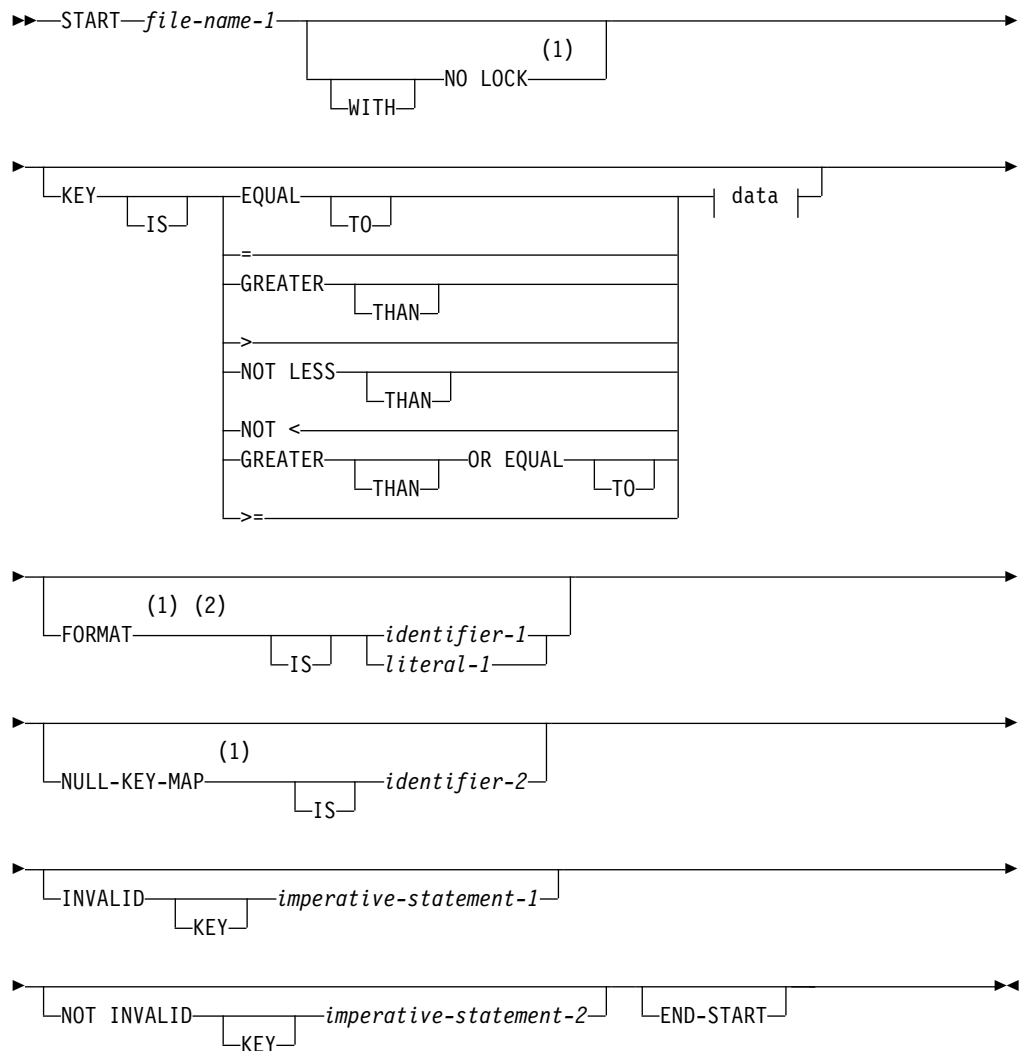 START file-name-1
(1)
NO LOCK
WITH
KEY EQUAL data
IS TO
=
GREATER
THAN
>
NOT LESS
THAN
NOT <
GREATER OR EQUAL
THAN TO
>=
(1) (2)
FORMAT identifier-1
IS literal-1
(1)
NULL-KEY-MAP identifier-2
IS
INVALID imperative-statement-1
KEY
NOT INVALID imperative-statement-2 END-START
KEY